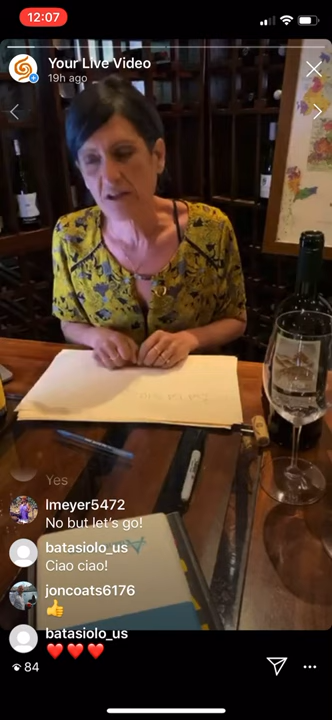 12:07
Your Live Video
19h ago
Yes
lmeyer5472
No but let's go!
batasiolo_us
Ciao ciao!
joncoats6176
👍
batasiolo_us
❤️❤️❤️
84